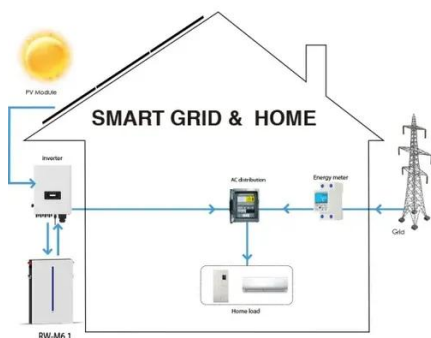 PV Module
SMART GRID & HOME
Inverter
AC distribution
Energy meter
Grid
Home load
RW-M6.1